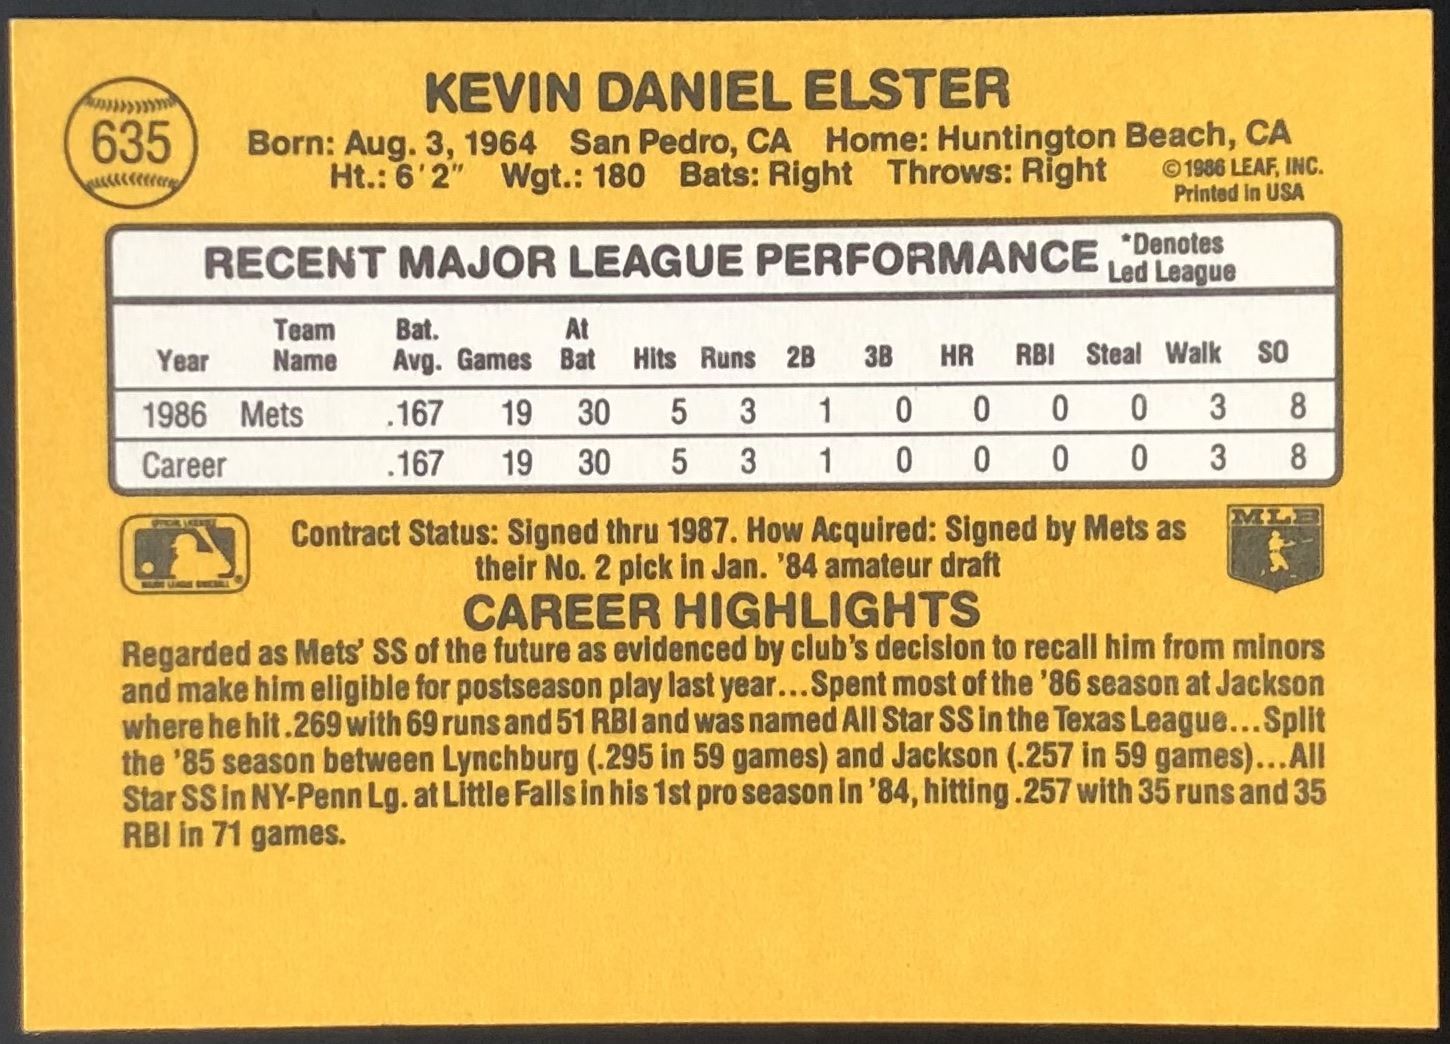 KEVIN DANIEL ELSTER
635
Born: Aug. 3, 1964 San Pedro, CA Home: Huntington Beach, CA
Ht.: 6'2" Wgt.: 180 Bats: Right Throws: Right
©1986 LEAF, INC.
Printed in USA
RECENT MAJOR LEAGUE PERFORMANCE *Denotes Led League
Year Team Name Bat. Avg. Games At Bat Hits Runs 2B 3B HR RBI Steal Walk SO
1986 Mets .167 19 30 5 3 1 0 0 0 0 3 8
Career .167 19 30 5 3 1 0 0 0 0 3 8
MLB
Contract Status: Signed thru 1987. How Acquired: Signed by Mets as
their No. 2 pick in Jan. '84 amateur draft
CAREER HIGHLIGHTS
Regarded as Mets' SS of the future as evidenced by club's decision to recall him from minors
and make him eligible for postseason play last year...Spent most of the '86 season at Jackson
where he hit .269 with 69 runs and 51 RBI and was named All Star SS in the Texas League...Split
the '85 season between Lynchburg (.295 in 59 games) and Jackson (.257 in 59 games)...All
Star SS in NY-Penn Lg. at Little Falls in his 1st pro season in '84, hitting .257 with 35 runs and 35
RBI in 71 games.